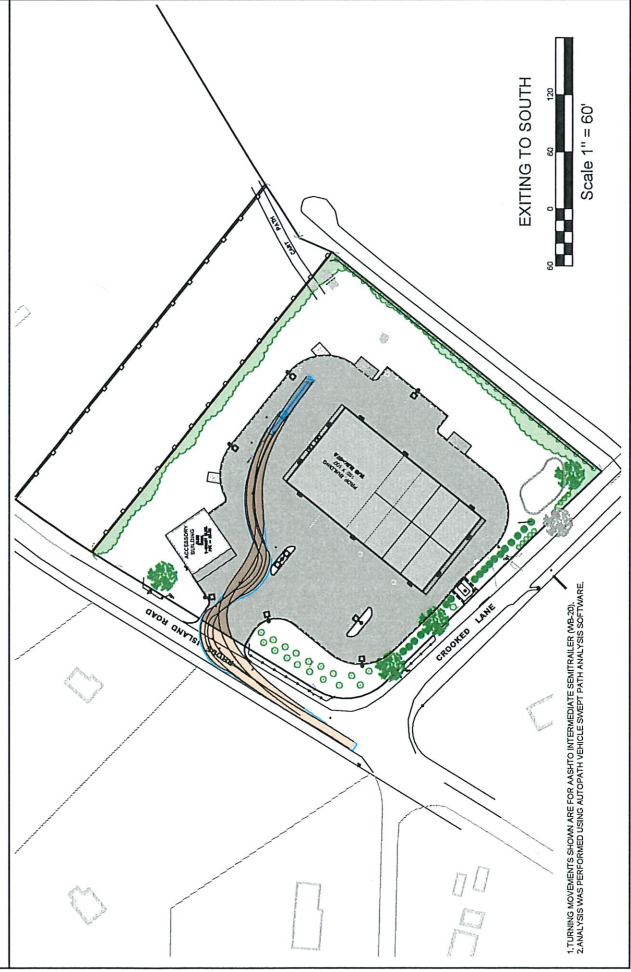 EXITING TO SOUTH
60 0 60 120
Scale 1" = 60'
CART PATH
ACCESSORY
BUILDING
PROP. BUILDING
ISLAND ROAD
CROOKED LANE
1.TURNING MOVEMENTS SHOWN ARE FOR AASHTO INTERMEDIATE SEMITRAILER (WB-20).
2.ANALYSIS WAS PERFORMED USING AUTOPATH VEHICLE SWEPT PATH ANALYSIS SOFTWARE.